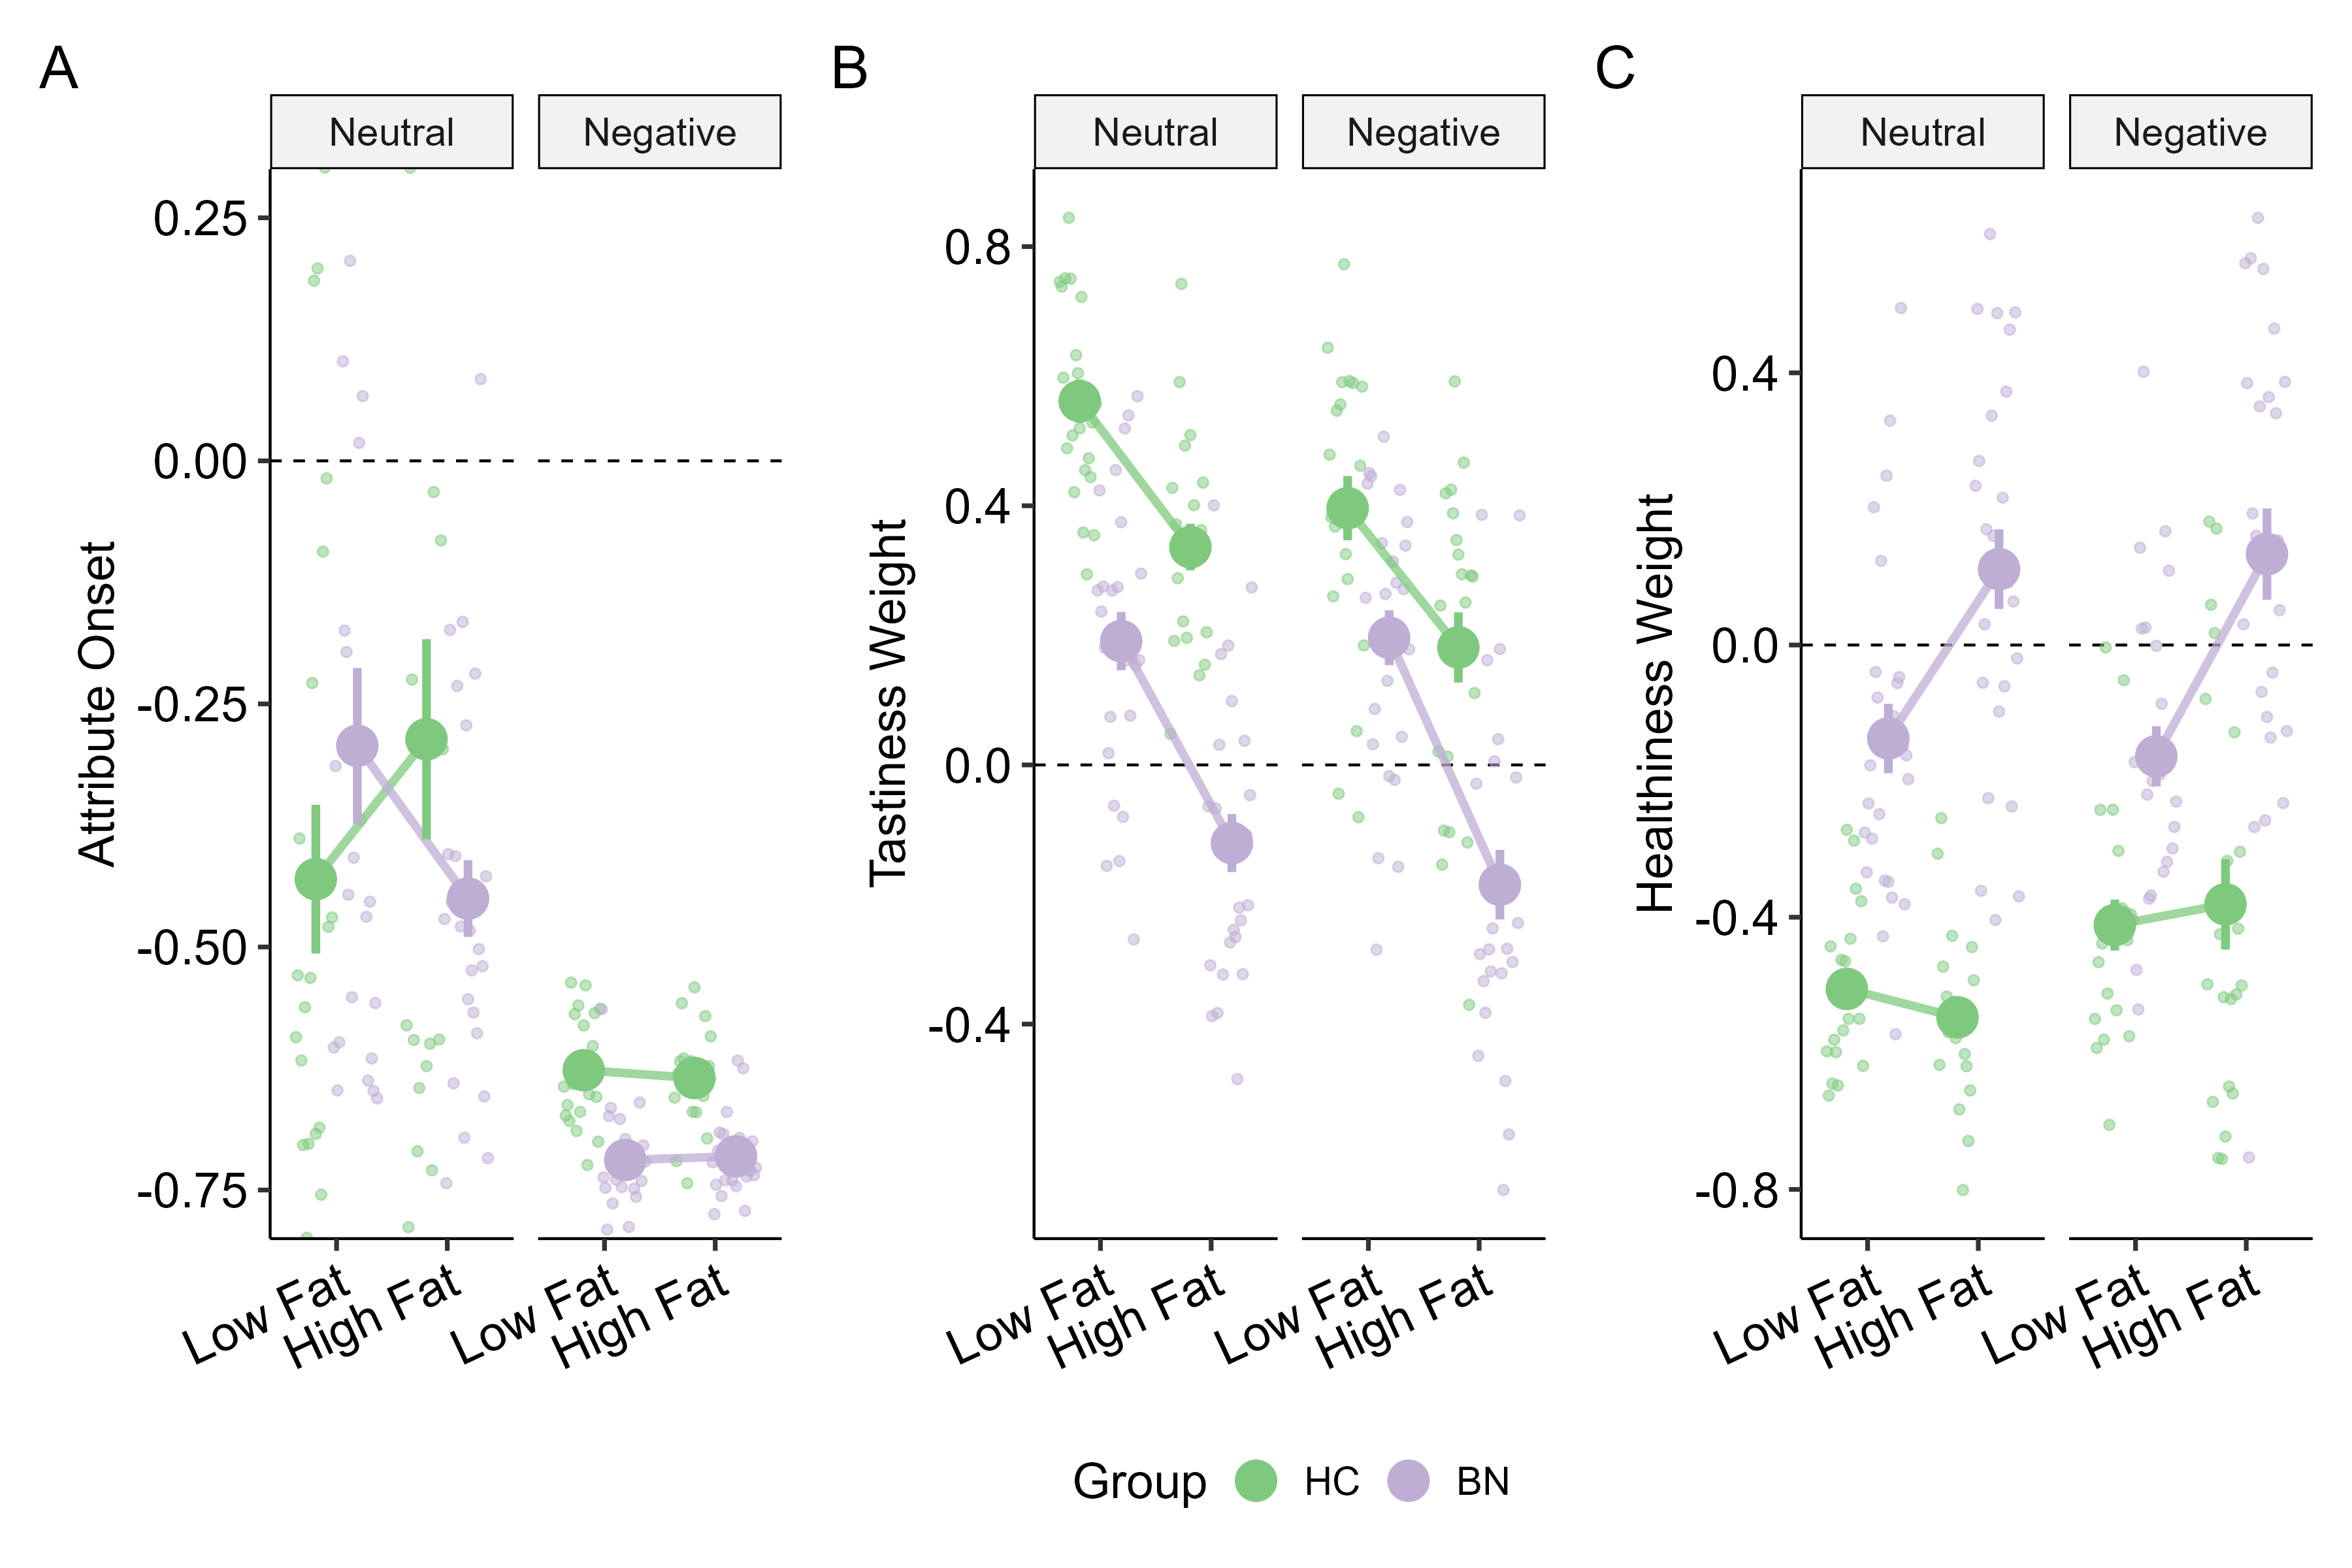 A
B
C
Neutral
Negative
Neutral
Negative
Neutral
Negative
Attribute Onset
0.25
0.00
-0.25
-0.50
-0.75
Low Fat
High Fat
Low Fat
High Fat
Tastiness Weight
0.8
0.4
0.0
-0.4
Low Fat
High Fat
Low Fat
High Fat
Healthiness Weight
0.4
0.0
-0.4
-0.8
Low Fat
High Fat
Low Fat
High Fat
Group HC BN